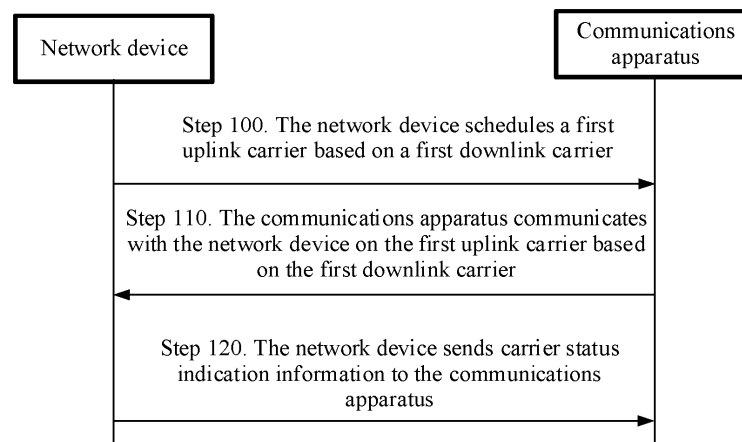 Network device
Communications
apparatus
Step 100. The network device schedules a first
uplink carrier based on a first downlink carrier
Step 110. The communications apparatus communicates
with the network device on the first uplink carrier based
on the first downlink carrier
Step 120. The network device sends carrier status
indication information to the communications
apparatus